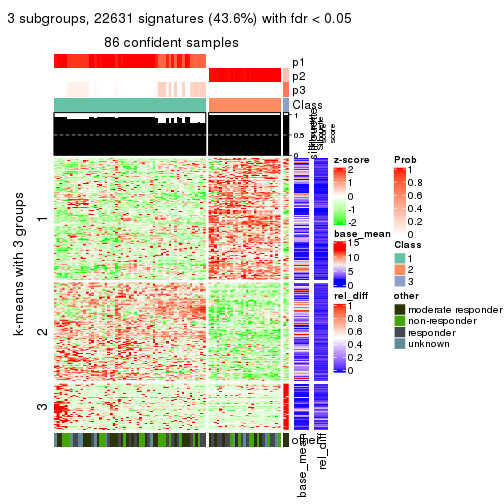 3 subgroups, 22631 signatures (43.6%) with fdr < 0.05
86 confident samples
p1
p2
p3
Class
1
0.5
0
silhouette
score
k-means with 3 groups
1
2
3
other
base_mean
rel_diff
z-score
2
1
0
-1
-2
base_mean
15
10
5
0
rel_diff
1
0.8
0.6
0.4
0.2
0
Prob
1
0.8
0.6
0.4
0.2
0
Class
1
2
3
other
moderate responder
non-responder
responder
unknown